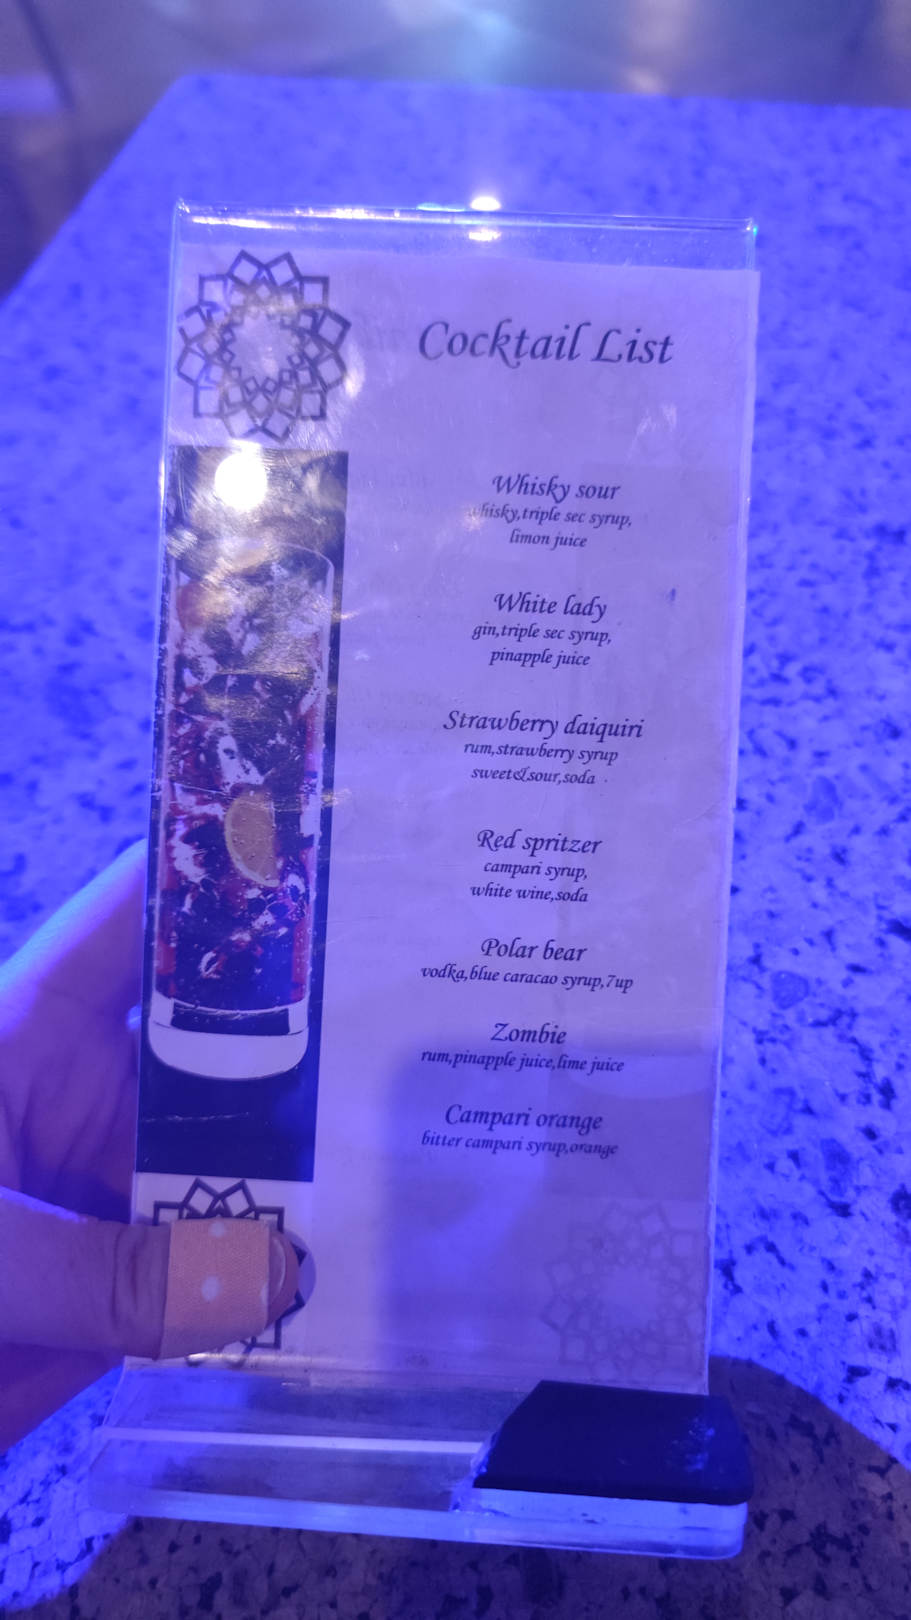 Cocktail List
Whisky sour
whisky,triple sec syrup,
limon juice
White lady
gin,triple sec syrup,
pinapple juice
Strawberry daiquiri
rum,strawberry syrup
sweet&sour,soda
Red spritzer
campari syrup,
white wine,soda
Polar bear
vodka,blue caracao syrup,7up
Zombie
rum,pinapple juice,lime juice
Campari orange
bitter campari syrup,orange